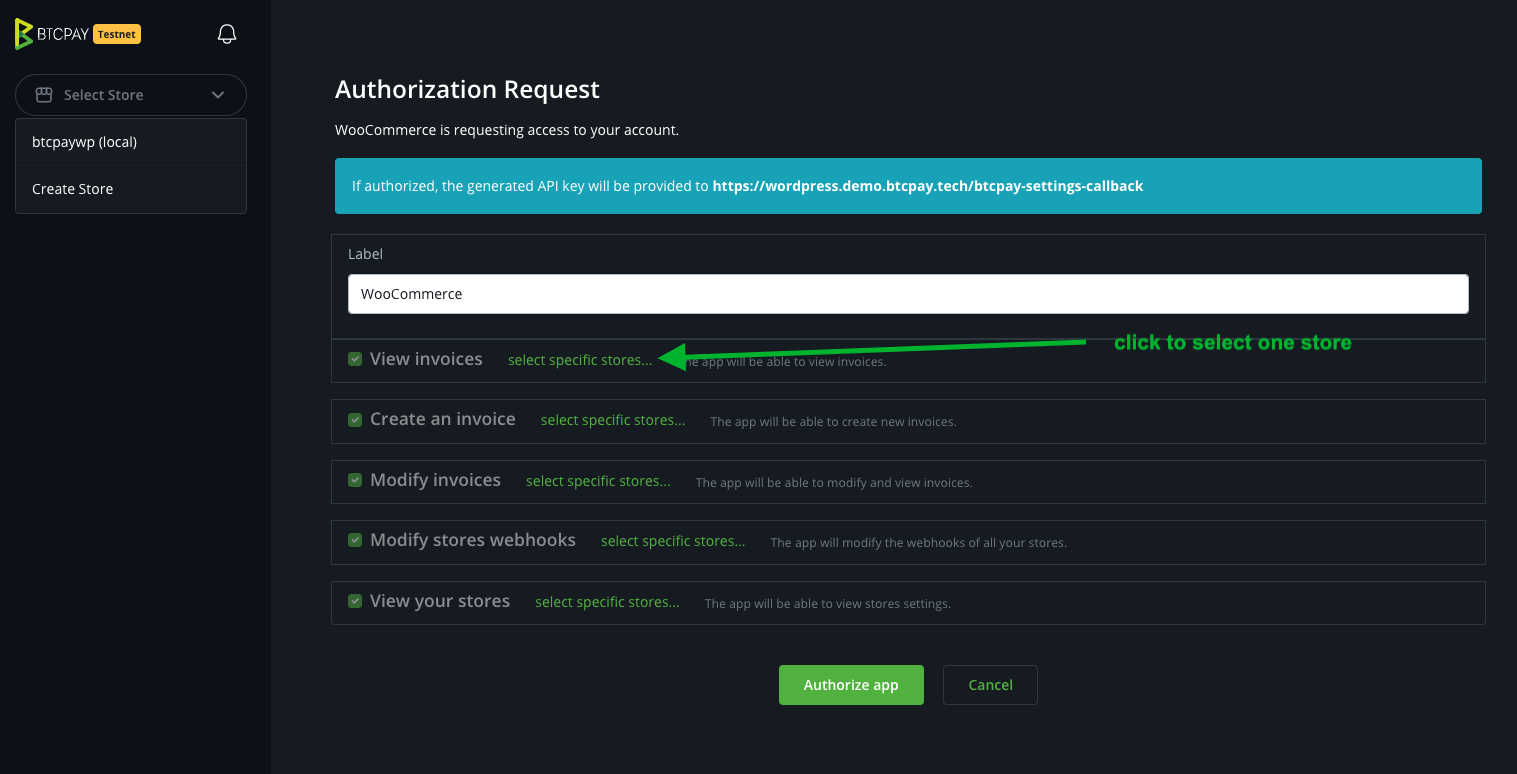 BTCPAY Testnet
Select Store
btcpaywp (local)
Create Store
Authorization Request
WooCommerce is requesting access to your account.
If authorized, the generated API key will be provided to https://wordpress.demo.btcpay.tech/btcpay-settings-callback
Label
WooCommerce
click to select one store
View invoices select specific stores... he app will be able to view invoices.
Create an invoice select specific stores... The app will be able to create new invoices.
Modify invoices select specific stores... The app will be able to modify and view invoices.
Modify stores webhooks select specific stores... The app will modify the webhooks of all your stores.
View your stores select specific stores... The app will be able to view stores settings.
Authorize app Cancel